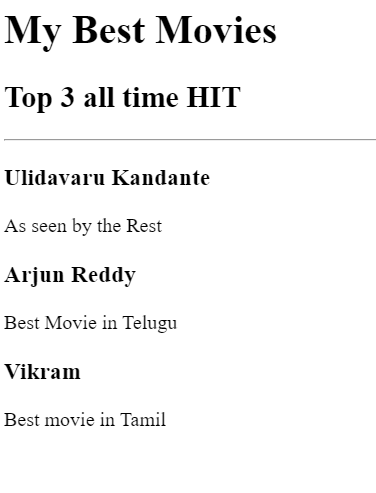 My Best Movies
Top 3 all time HIT
Ulidavaru Kandante
As seen by the Rest
Arjun Reddy
Best Movie in Telugu
Vikram
Best movie in Tamil